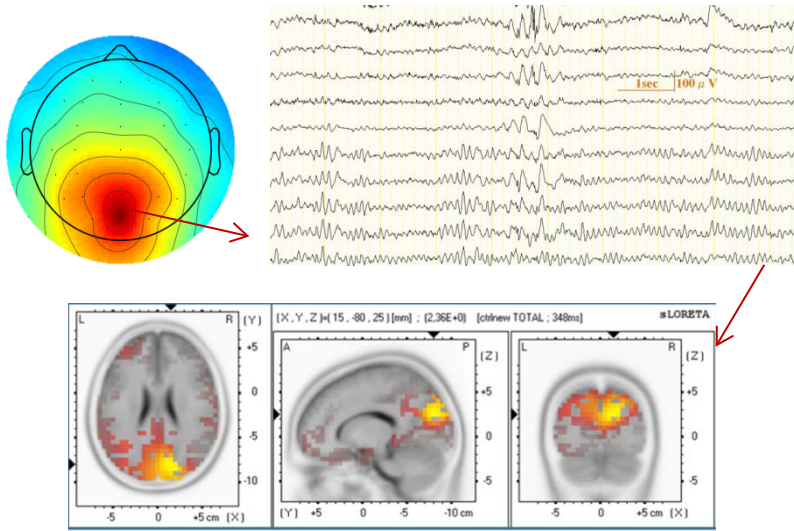 1sec 100 μ V
(X , Y , Z )=( 15 , -80 , 25 ) [mm] ; (2,36E+0) [ctrlnew TOTAL ; 348ms] sLORETA
L R (Y) A P (Z) L R (Z)
+5 +5 +5
0 0 0
-5 -5 -5
-10
-5 0 +5 cm (X) (Y) +5 0 -5 -10 cm -5 0 +5 cm (X)